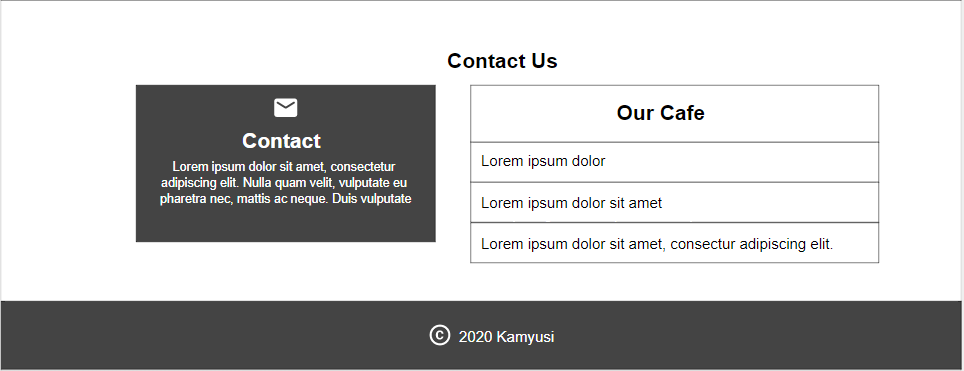 Contact Us
Contact
Lorem ipsum dolor sit amet, consectetur
adipiscing elit. Nulla quam velit, vulputate eu
pharetra nec, mattis ac neque. Duis vulputate
Our Cafe
Lorem ipsum dolor
Lorem ipsum dolor sit amet
Lorem ipsum dolor sit amet, consectur adipiscing elit.
© 2020 Kamyusi